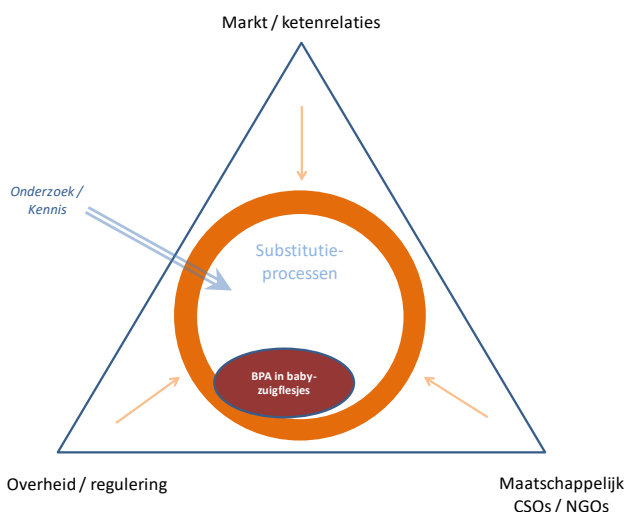 Markt / ketenrelaties
Onderzoek /
Kennis
Substitutie-
processen
BPA in baby-
zuigflesjes
Overheid / regulering
Maatschappelijk
CSOs / NGOs